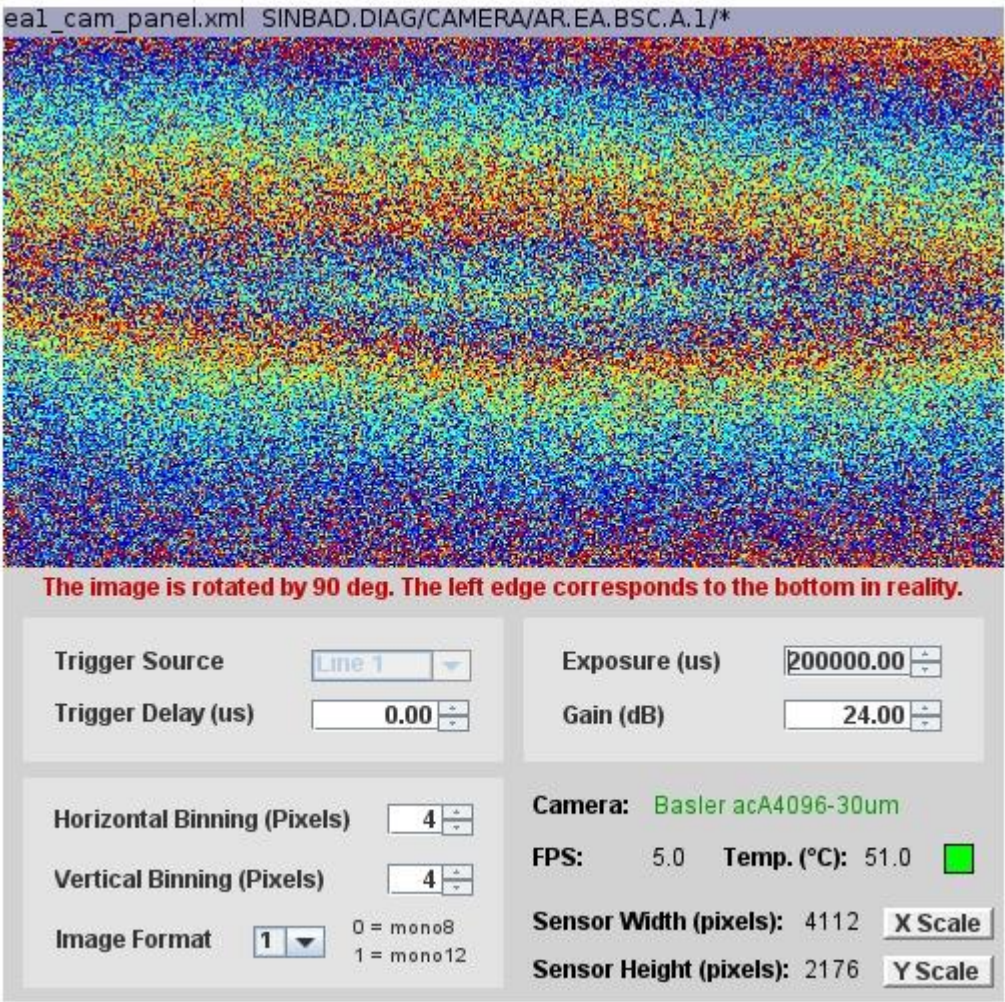 ea1_cam_panel.xml SINBAD.DIAG/CAMERA/AR.EA.BSC.A.1/*
The image is rotated by 90 deg. The left edge corresponds to the bottom in reality.
Trigger Source Line 1
Trigger Delay (us) 0.00
Exposure (us) 200000.00
Gain (dB) 24.00
Horizontal Binning (Pixels) 4
Vertical Binning (Pixels) 4
Image Format 1 0 = mono8
1 = mono12
Camera: Basler acA4096-30um
FPS: 5.0 Temp. (°C): 51.0
Sensor Width (pixels): 4112 X Scale
Sensor Height (pixels): 2176 Y Scale